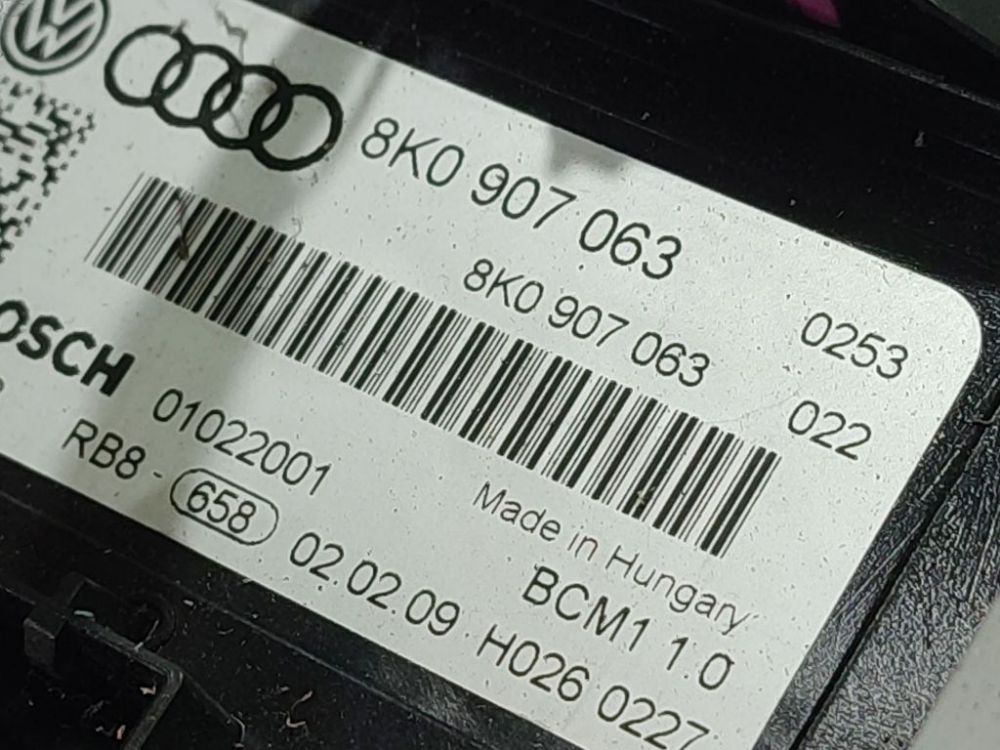 8K0 907 063
8K0 907 063
0253
022
OSCH
01022001
RB8 - 658 02.02.09 H026 0227
Made in Hungary
BCM1 1.0